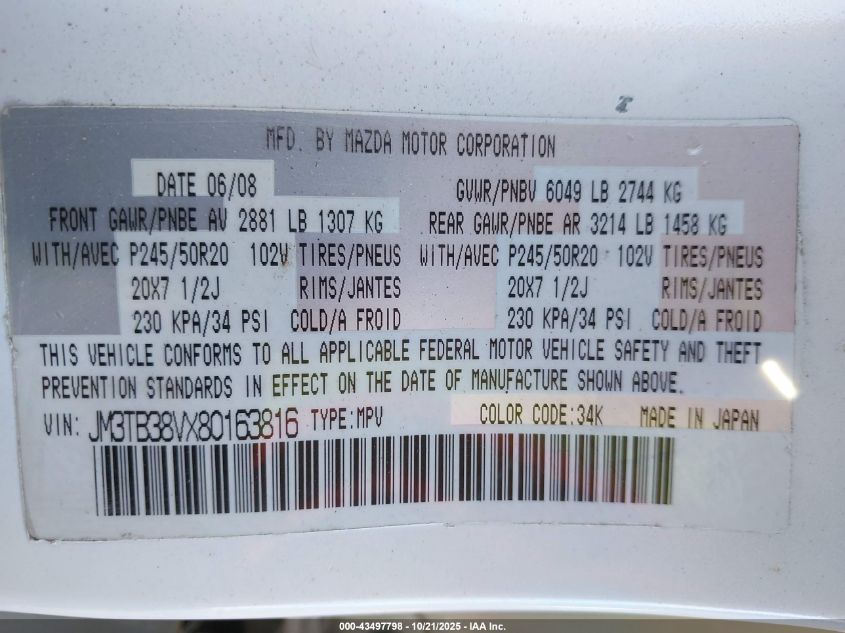 MFD. BY MAZDA MOTOR CORPORATION
DATE 06/08 GVWR/PNBV 6049 LB 2744 KG
FRONT GAWR/PNBE AV 2881 LB 1307 KG REAR GAWR/PNBE AR 3214 LB 1458 KG
WITH/AVEC P245/50R20 102V TIRES/PNEUS WITH/AVEC P245/50R20 102V TIRES/PNEUS
20X7 1/2J RIMS/JANTES 20X7 1/2J RIMS/JANTES
230 KPA/34 PSI COLD/A FROID 230 KPA/34 PSI COLD/A FROID
THIS VEHICLE CONFORMS TO ALL APPLICABLE FEDERAL MOTOR VEHICLE SAFETY AND THEFT
PREVENTION STANDARDS IN EFFECT ON THE DATE OF MANUFACTURE SHOWN ABOVE.
VIN: JM3TB38VX80163816 TYPE:MPV COLOR CODE:34K MADE IN JAPAN
000-43497798 - 10/21/2025 - IAA Inc.